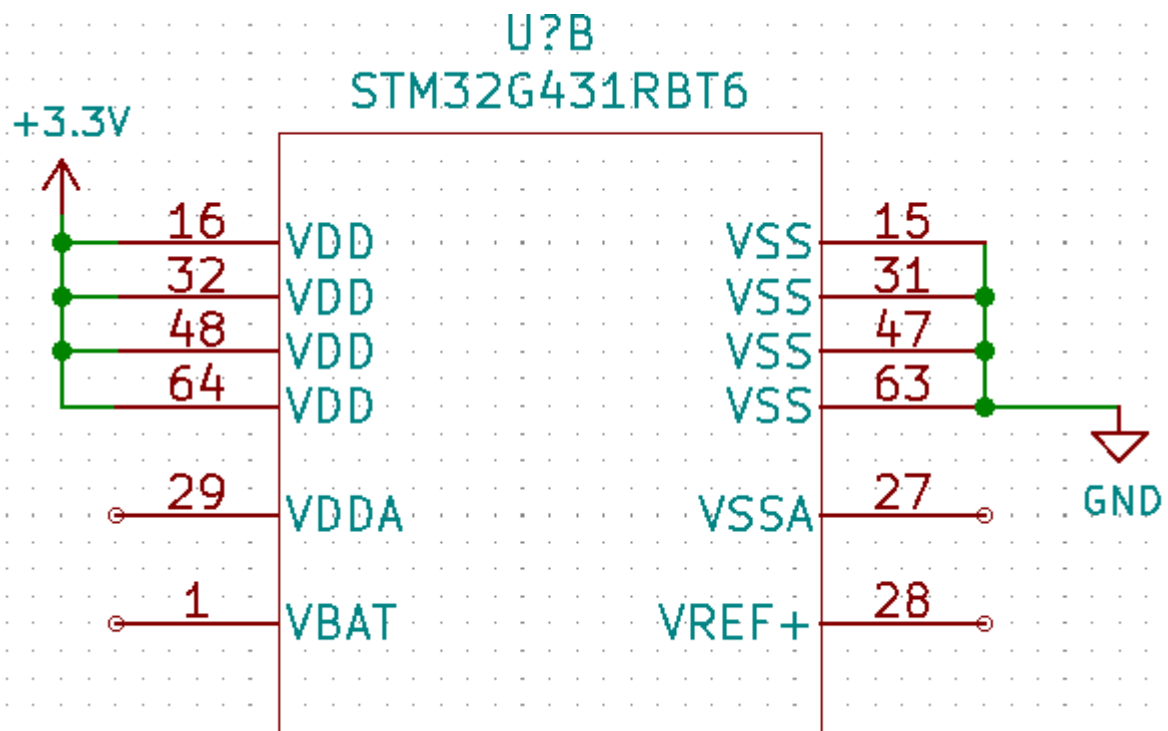 U?B
STM32G431RBT6
+3.3V
16 VDD VSS 15
32 VDD VSS 31
48 VDD VSS 47
64 VDD VSS 63
29 VDDA VSSA 27
GND
1 VBAT VREF+ 28